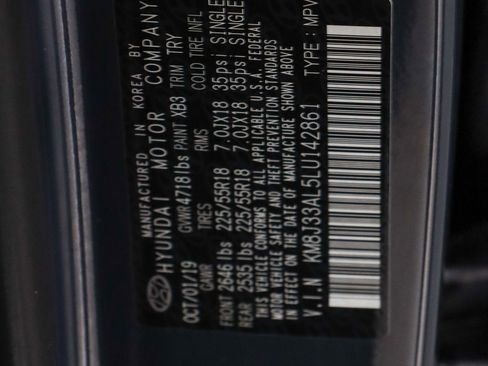 MANUFACTURED IN KOREA BY
HYUNDAI MOTOR COMPANY
OCT/01/19 GVWR 4718lbs PAINT XB3 TRIM TRY
GAWR TIRES RIMS COLD TIRE INFL
FRONT 2646 lbs 225/55R18 7.0JX18 35psi SINGLE
REAR 2535 lbs 225/55R18 7.0JX18 35psi SINGLE
THIS VEHICLE CONFORMS TO ALL APPLICABLE U.S.A. FEDERAL
MOTOR VEHICLE SAFETY AND THEFT PREVENTION STANDARDS
IN EFFECT ON THE DATE OF MANUFACTURE SHOWN ABOVE
V.I.N : KM8J33AL5LU142861 TYPE : MPV